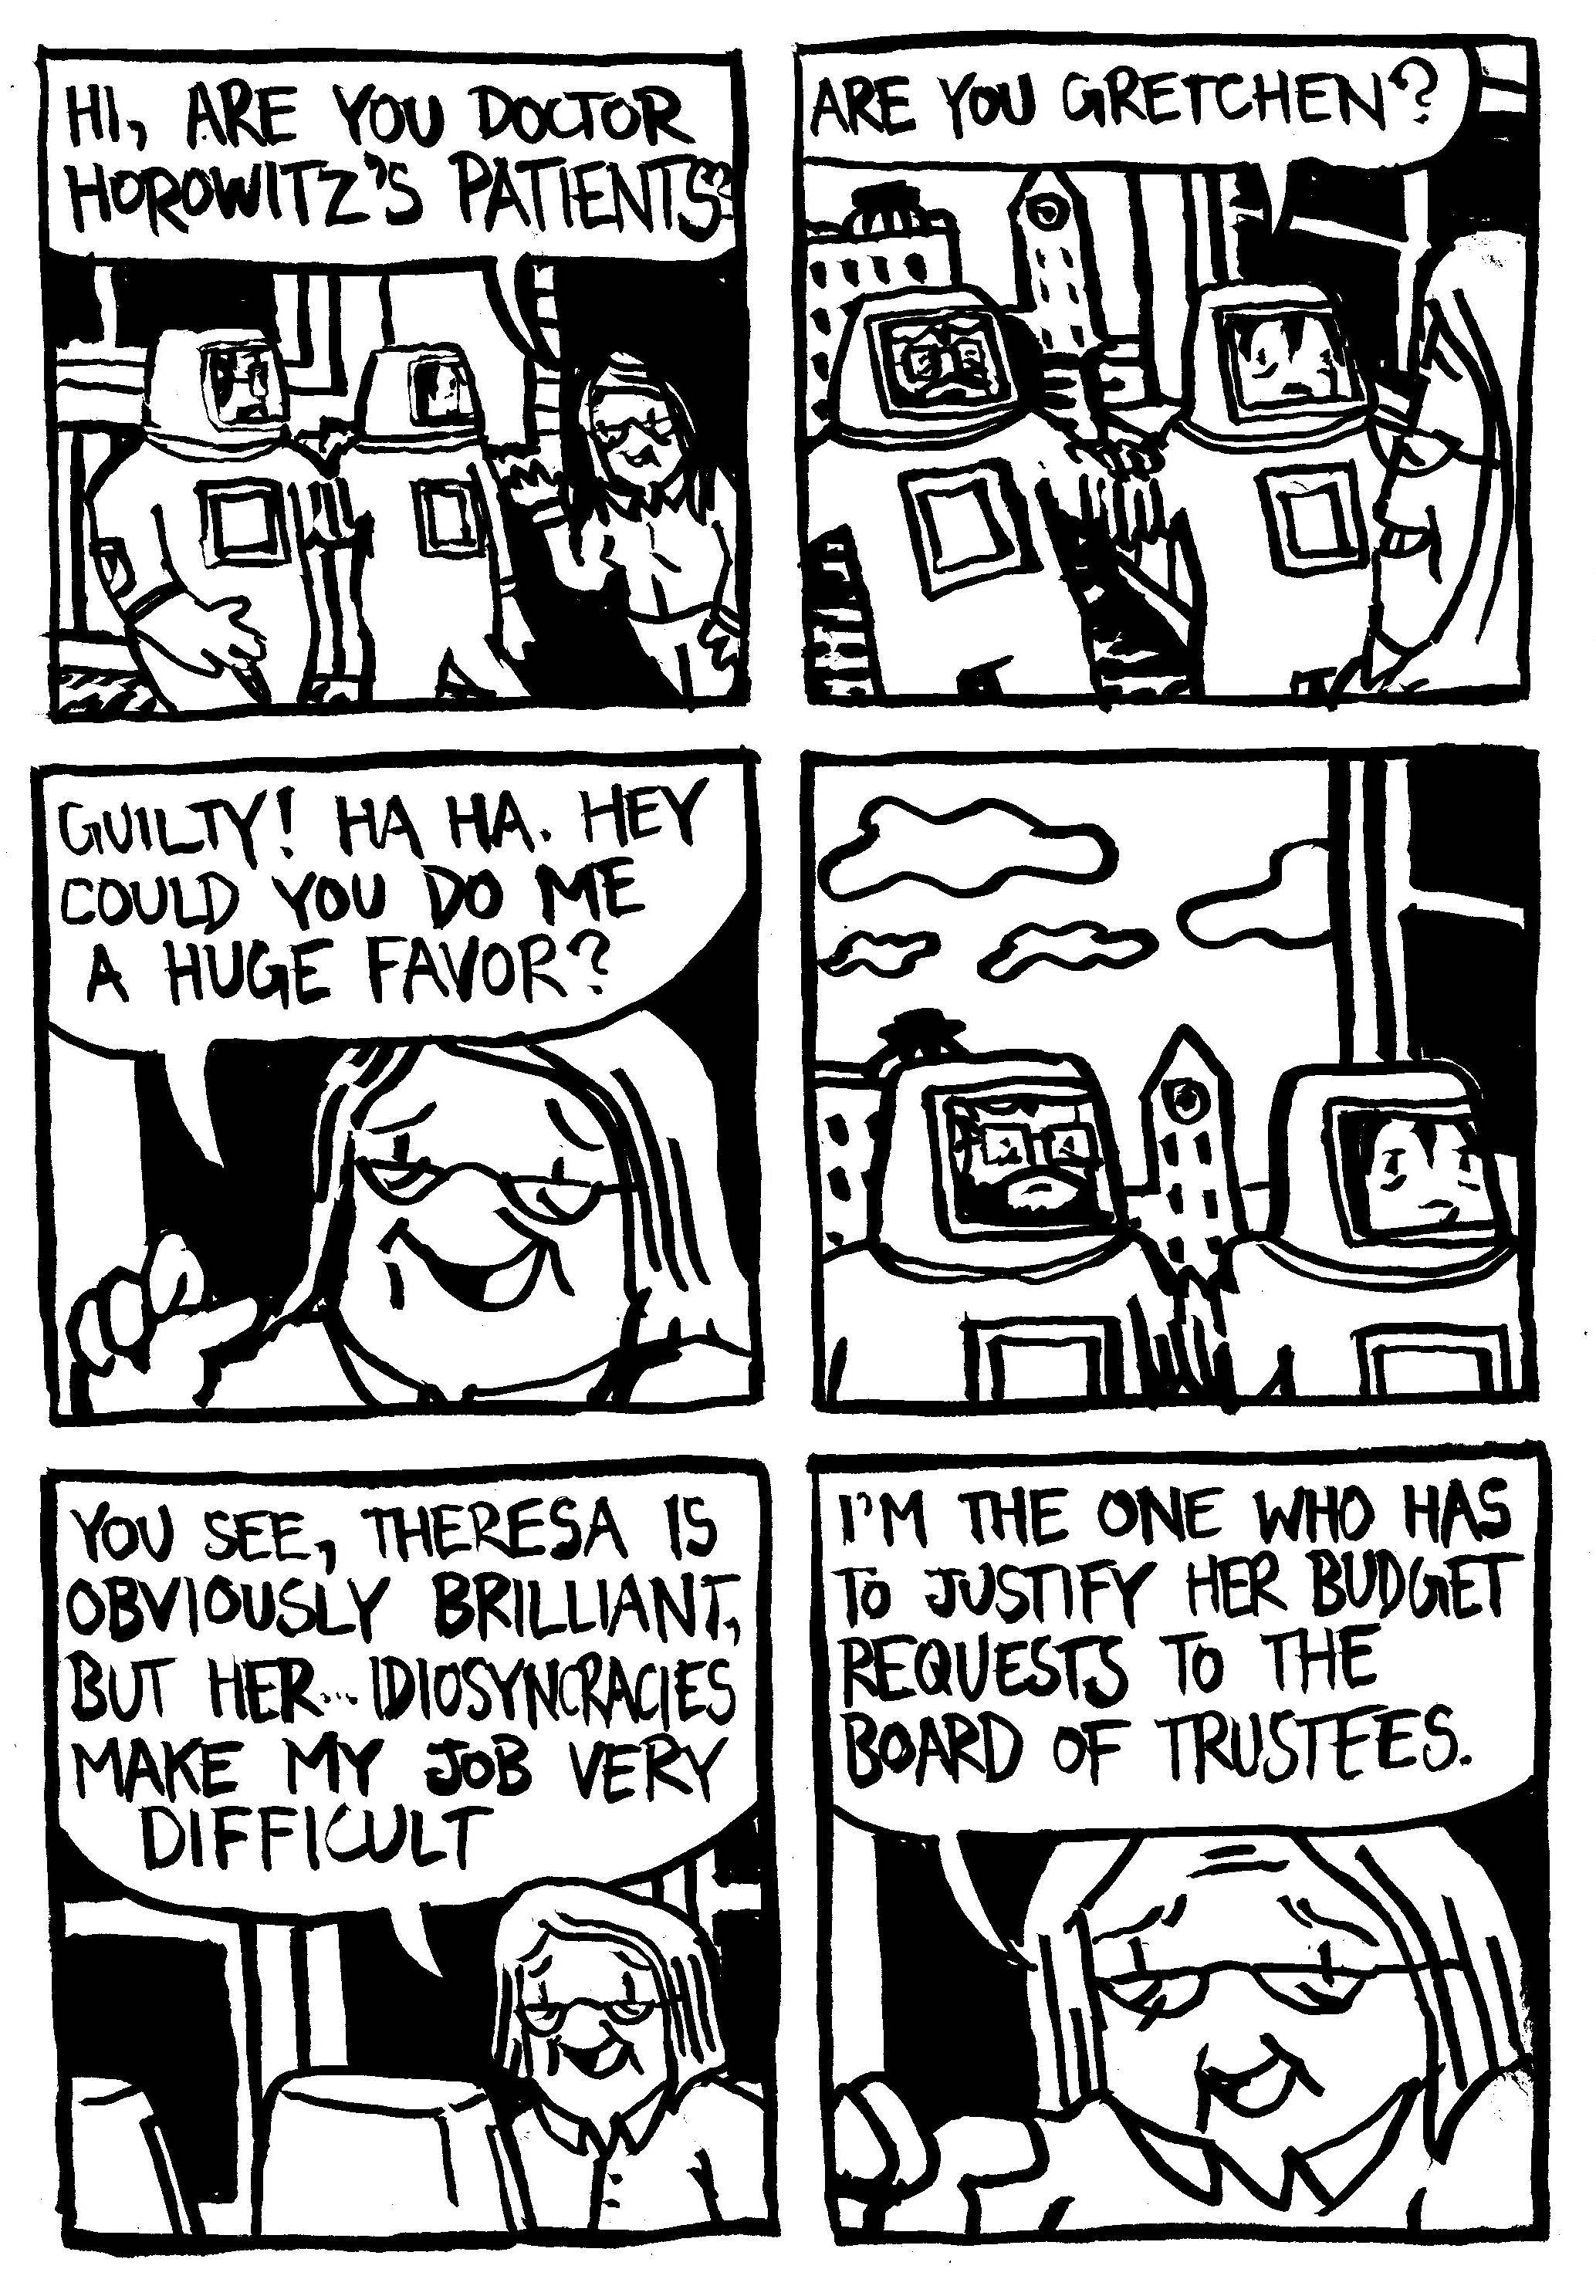 HI, ARE YOU DOCTOR
HOROWITZ'S PATIENTS?
ARE YOU GRETCHEN?
GUILTY! HA HA. HEY
COULD YOU DO ME
A HUGE FAVOR?
YOU SEE, THERESA IS
OBVIOUSLY BRILLIANT,
BUT HER... IDIOSYNCRACIES
MAKE MY JOB VERY
DIFFICULT
I'M THE ONE WHO HAS
TO JUSTIFY HER BUDGET
REQUESTS TO THE
BOARD OF TRUSTEES.